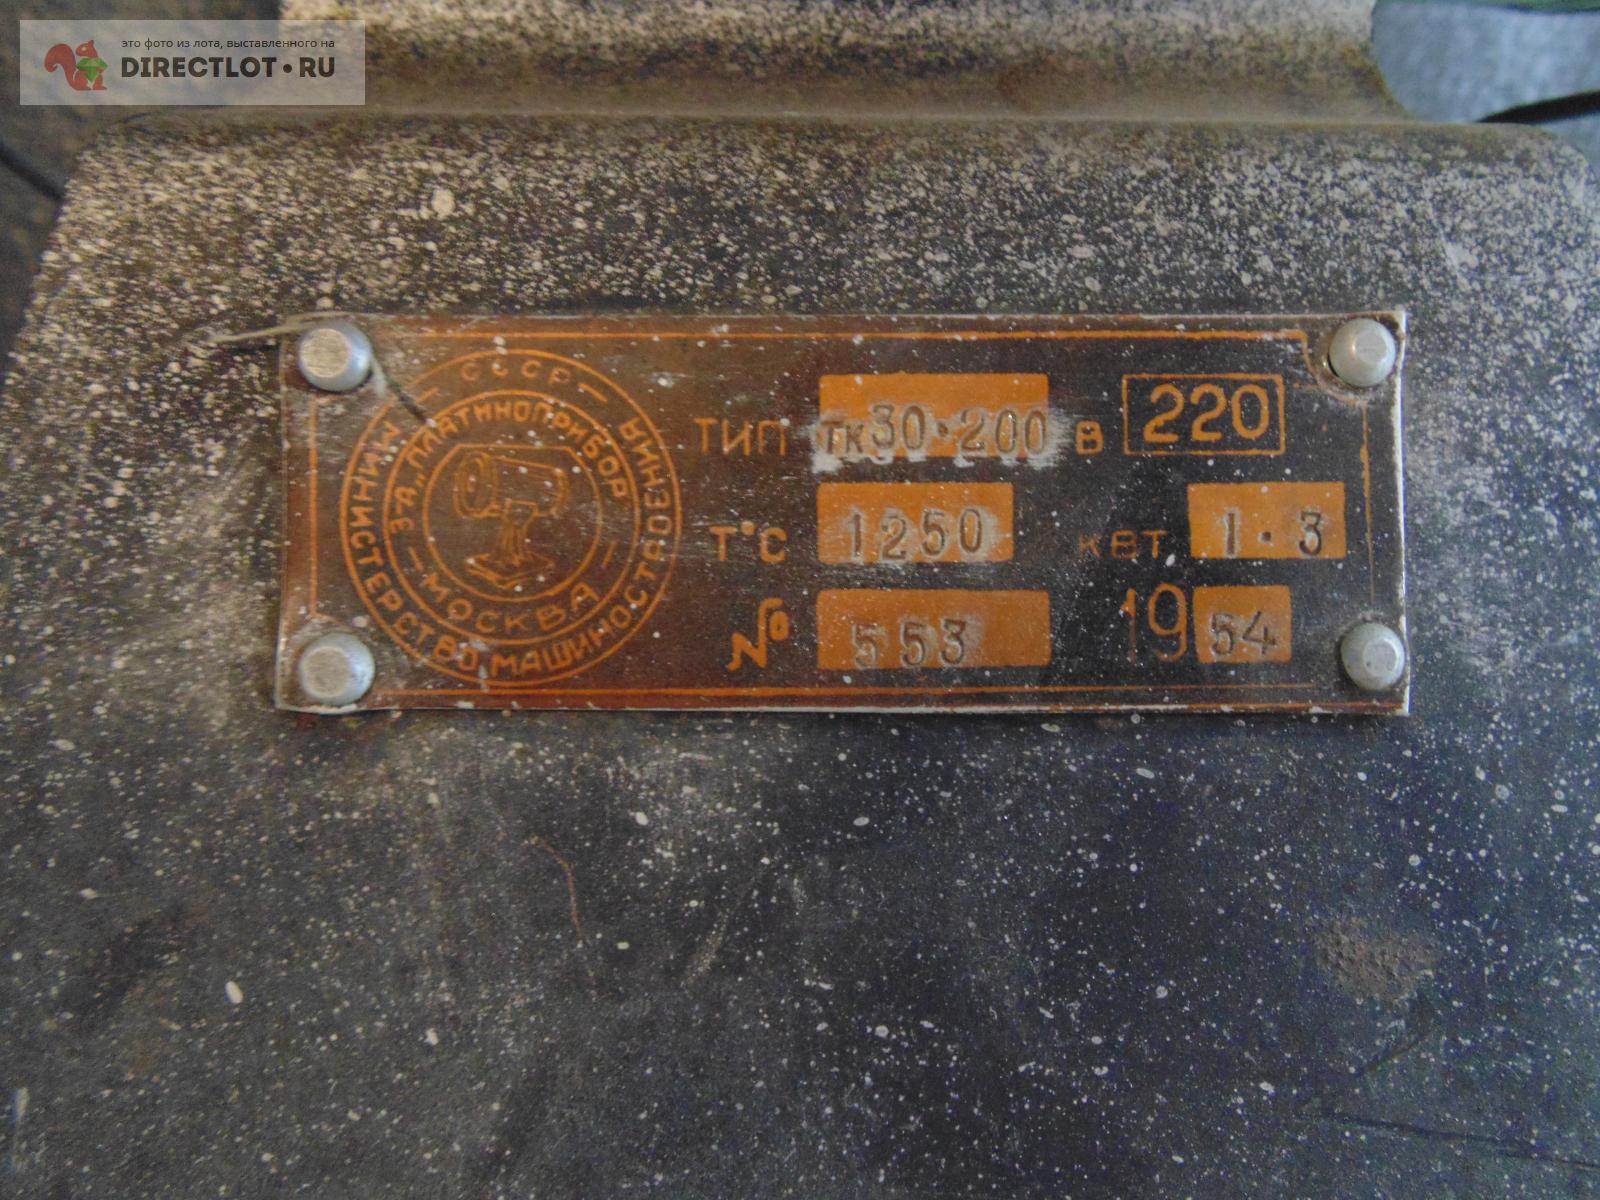 это фото из лота, выставленного на
DIRECTLOT•RU
СССР
МИНИСТЕРСТВО МАШИНОСТРОЕНИЯ
З-Д „ПЛАТИНОПРИБОР
— МОСКВА —
ТИП ТК30·200 В 220
Т°С 1250 КВТ 1·3
№ 553 1954